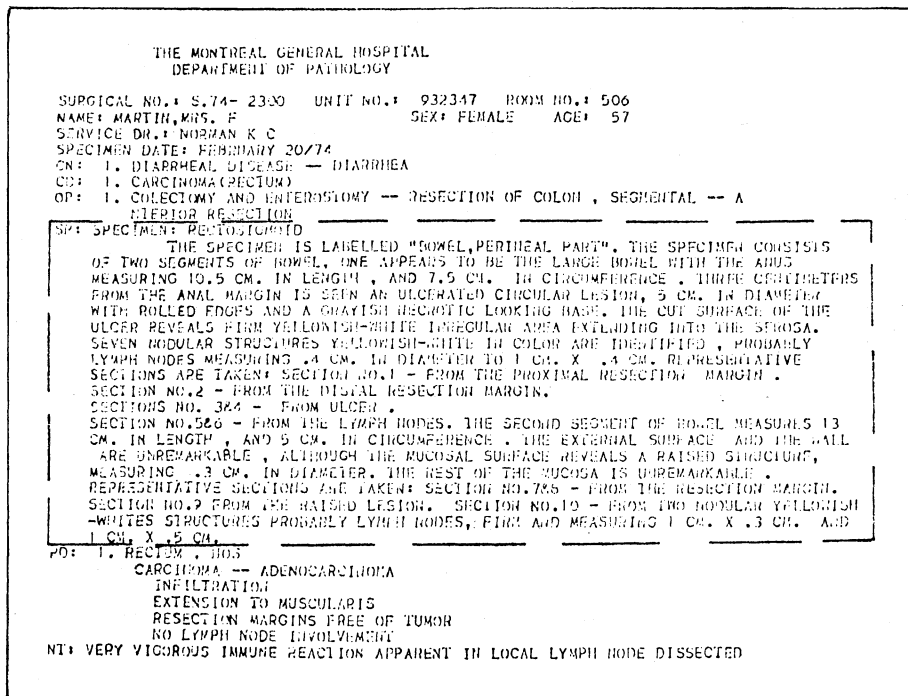 THE MONTREAL GENERAL HOSPITAL
DEPARTMENT OF PATHOLOGY
SURGICAL NO.: S.74- 2300 UNIT NO.: 932347 ROOM NO.: 506
NAME: MARTIN,MRS. F SEX: FEMALE AGE: 57
SERVICE DR.: NORMAN K C
SPECIMEN DATE: FEBRUARY 20/74
CN: 1. DIARRHEAL DISEASE -- DIARRHEA
CD: 1. CARCINOMA(RECTUM)
OP: 1. COLECTOMY AND ENTEROSTOMY -- RESECTION OF COLON , SEGMENTAL -- A
NTERIOR RESECTION
SP: SPECIMEN: RECTOSIGMOID
THE SPECIMEN IS LABELLED "BOWEL,PERINEAL PART". THE SPECIMEN CONSISTS
OF TWO SEGMENTS OF BOWEL, ONE APPEARS TO BE THE LARGE BOWEL WITH THE ANUS
MEASURING 10.5 CM. IN LENGTH , AND 7.5 CM. IN CIRCUMFERENCE . THREE CENTIMETERS
FROM THE ANAL MARGIN IS SEEN AN ULCERATED CIRCULAR LESION, 5 CM. IN DIAMETER
WITH ROLLED EDGES AND A GRAYISH NECROTIC LOOKING BASE. THE CUT SURFACE OF THE
ULCER REVEALS FIRM YELLOWISH-WHITE IRREGULAR AREA EXTENDING INTO THE SEROSA.
SEVEN NODULAR STRUCTURES YELLOWISH-WHITE IN COLOR ARE IDENTIFIED , PROBABLY
LYMPH NODES MEASURING .4 CM. IN DIAMETER TO 1 CM. X .4 CM. REPRESENTATIVE
SECTIONS ARE TAKEN: SECTION NO.1 - FROM THE PROXIMAL RESECTION MARGIN .
SECTION NO.2 - FROM THE DISTAL RESECTION MARGIN.
SECTIONS NO. 3&4 - FROM ULCER .
SECTION NO.5&6 - FROM THE LYMPH NODES. THE SECOND SEGMENT OF BOWEL MEASURES 13
CM. IN LENGTH , AND 5 CM. IN CIRCUMFERENCE . THE EXTERNAL SURFACE AND THE WALL
ARE UNREMARKABLE , ALTHOUGH THE MUCOSAL SURFACE REVEALS A RAISED STRUCTURE,
MEASURING .3 CM. IN DIAMETER. THE REST OF THE MUCOSA IS UNREMARKABLE .
REPRESENTATIVE SECTIONS ARE TAKEN: SECTION NO.7&8 - FROM THE RESECTION MARGIN.
SECTION NO.9 FROM THE RAISED LESION. SECTION NO.10 - FROM TWO NODULAR YELLOWISH
-WHITES STRUCTURES PROBABLY LYMPH NODES, FIRM AND MEASURING 1 CM. X .3 CM. AND
1 CM. X .5 CM.
PD: 1. RECTUM , NOS
CARCINOMA -- ADENOCARCINOMA
INFILTRATION
EXTENSION TO MUSCULARIS
RESECTION MARGINS FREE OF TUMOR
NO LYMPH NODE INVOLVEMENT
NT: VERY VIGOROUS IMMUNE REACTION APPARENT IN LOCAL LYMPH NODE DISSECTED